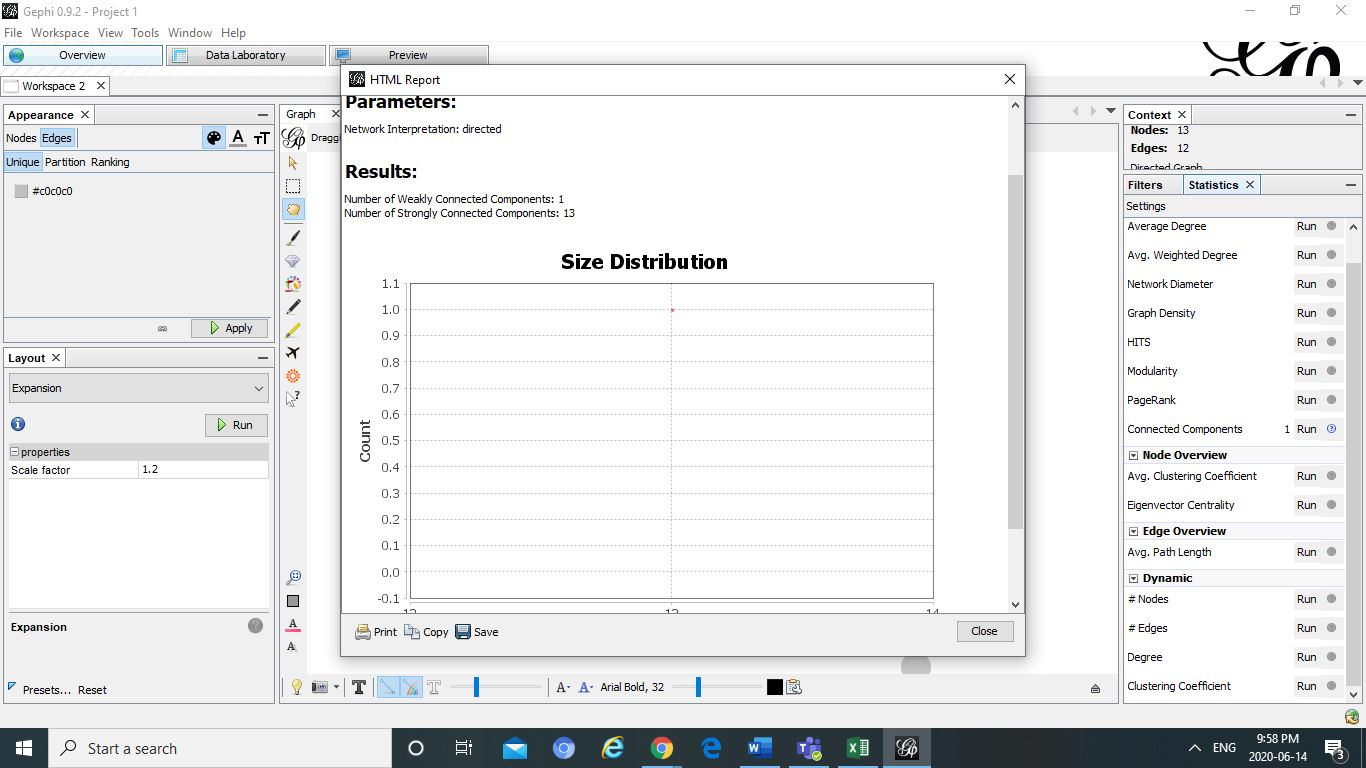 Gephi 0.9.2 - Project 1
File Workspace View Tools Window Help
Overview Data Laboratory Preview
Workspace 2
HTML Report
Appearance
Nodes Edges
Unique Partition Ranking
#c0c0c0
Apply
Layout
Expansion
Run
properties
Scale factor 1.2
Expansion
Presets... Reset
Graph
Parameters:
Network Interpretation: directed
Results:
Number of Weakly Connected Components: 1
Number of Strongly Connected Components: 13
Size Distribution
1.1
1.0
0.9
0.8
0.7
0.6
0.5
0.4
0.3
0.2
0.1
0.0
-0.1
Count
Print Copy Save
Close
Arial Bold, 32
Context
Nodes: 13
Edges: 12
Directed Graph
Filters Statistics
Settings
Average Degree Run
Avg. Weighted Degree Run
Network Diameter Run
Graph Density Run
HITS Run
Modularity Run
PageRank Run
Connected Components 1 Run
Node Overview
Avg. Clustering Coefficient Run
Eigenvector Centrality Run
Edge Overview
Avg. Path Length Run
Dynamic
# Nodes Run
# Edges Run
Degree Run
Clustering Coefficient Run
Start a search
ENG
9:58 PM
2020-06-14
3